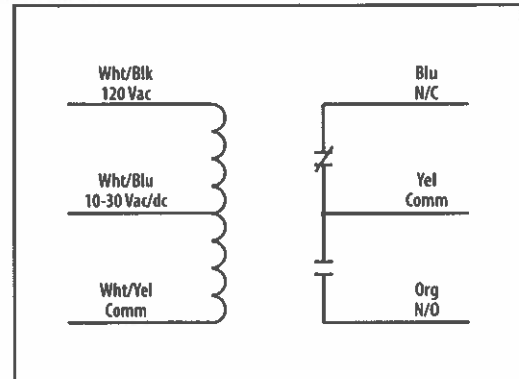 Wht/Blk
120 Vac
Blu
N/C
Wht/Blu
10-30 Vac/dc
Yel
Comm
Wht/Yel
Comm
Org
N/O